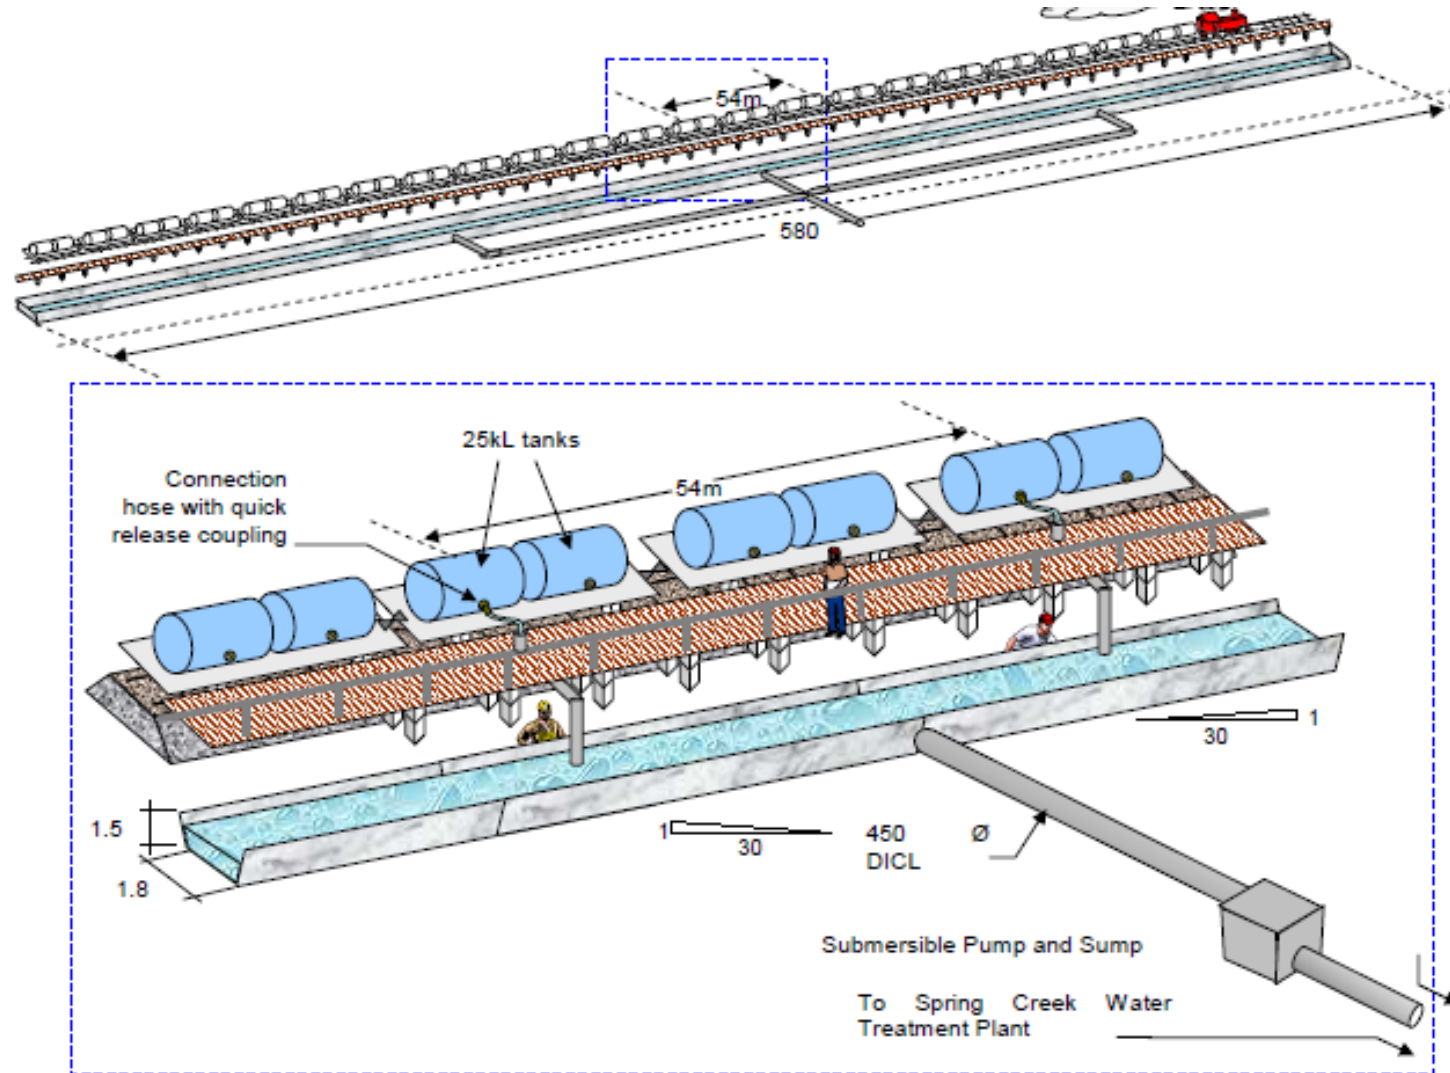 54m
580
25kL tanks
Connection
hose with quick
release coupling
54m
1
30
1.5
1.8
1
30
450 Ø
DICL
Submersible Pump and Sump
To Spring Creek Water
Treatment Plant